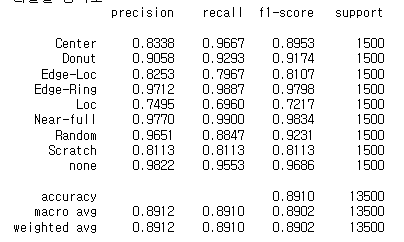 precision recall f1-score support
Center 0.8338 0.9667 0.8953 1500
Donut 0.9058 0.9293 0.9174 1500
Edge-Loc 0.8253 0.7967 0.8107 1500
Edge-Ring 0.9712 0.9887 0.9798 1500
Loc 0.7495 0.6960 0.7217 1500
Near-full 0.9770 0.9900 0.9834 1500
Random 0.9651 0.8847 0.9231 1500
Scratch 0.8113 0.8113 0.8113 1500
none 0.9822 0.9553 0.9686 1500
accuracy 0.8910 13500
macro avg 0.8912 0.8910 0.8902 13500
weighted avg 0.8912 0.8910 0.8902 13500